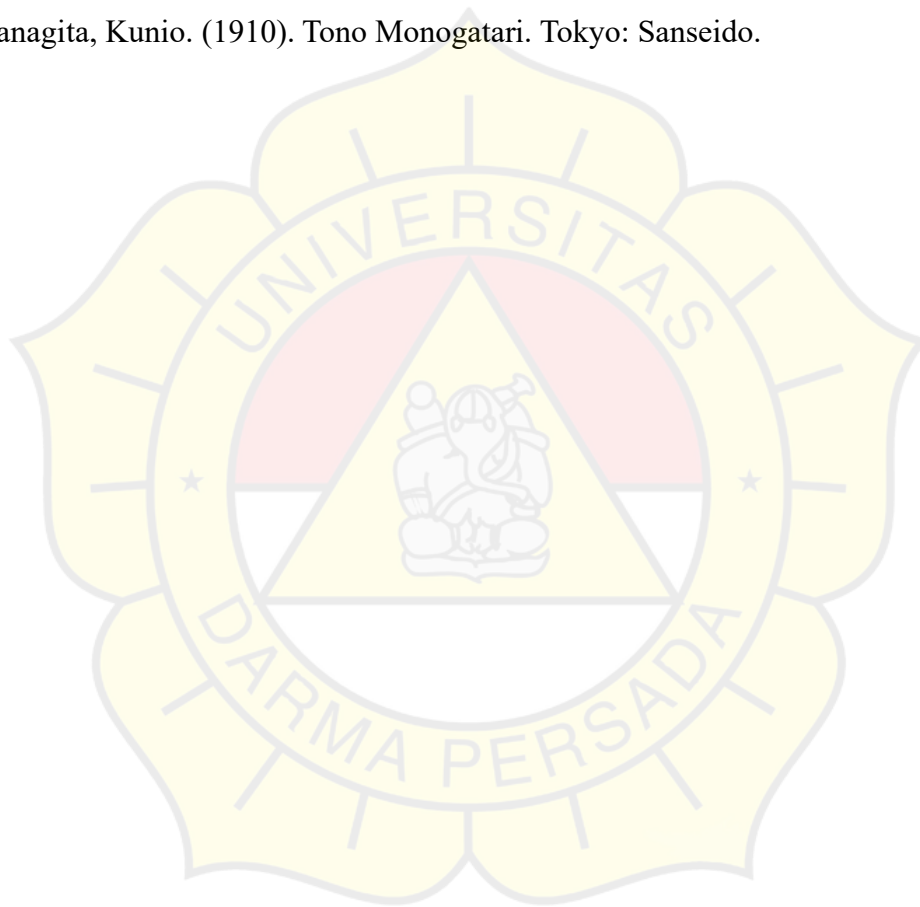 anagita, Kunio. (1910). Tono Monogatari. Tokyo: Sanseido.
UNIVERSITAS
DARMA PERSADA